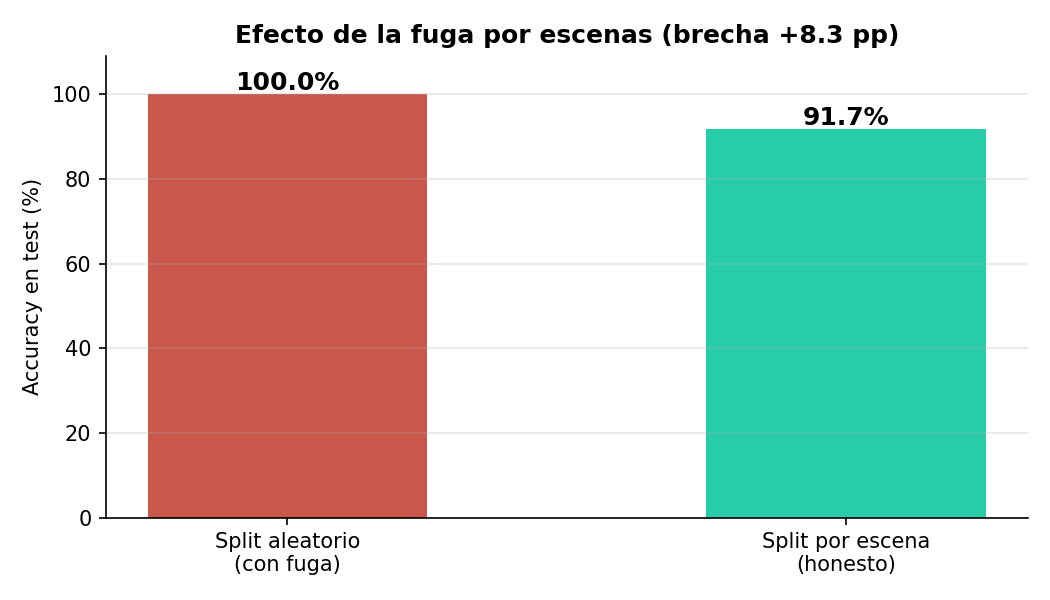 Efecto de la fuga por escenas (brecha +8.3 pp)
100.0%
91.7%
Accuracy en test (%)
100
80
60
40
20
0
Split aleatorio
(con fuga)
Split por escena
(honesto)